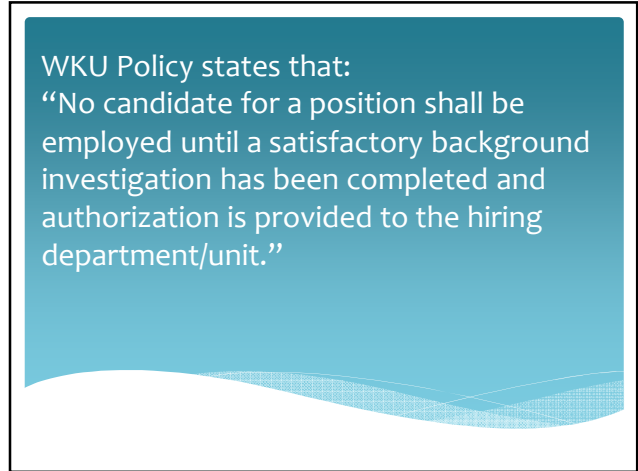 WKU Policy states that:
“No candidate for a position shall be
employed until a satisfactory background
investigation has been completed and
authorization is provided to the hiring
department/unit.”